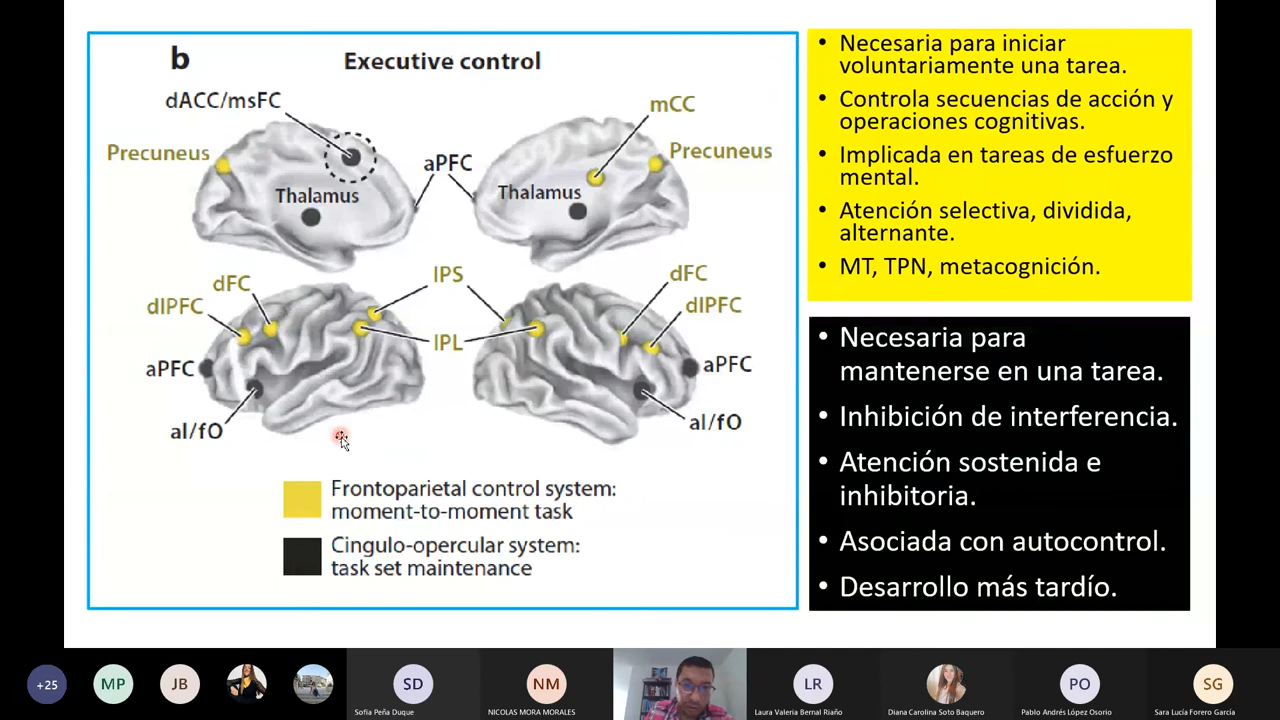 b
Executive control
dACC/msFC
mCC
Precuneus
aPFC
Precuneus
Thalamus
Thalamus
dFC
IPS
dFC
dlPFC
dlPFC
IPL
aPFC
aPFC
aI/fO
aI/fO
Frontoparietal control system:
moment-to-moment task
Cingulo-opercular system:
task set maintenance
• Necesaria para iniciar
voluntariamente una tarea.
• Controla secuencias de acción y
operaciones cognitivas.
• Implicada en tareas de esfuerzo
mental.
• Atención selectiva, dividida,
alternante.
• MT, TPN, metacognición.
• Necesaria para
mantenerse en una tarea.
• Inhibición de interferencia.
• Atención sostenida e
inhibitoria.
• Asociada con autocontrol.
• Desarrollo más tardío.
+25
MP
JB
SD
NM
LR
PO
SG
Sofia Peña Duque
NICOLAS MORA MORALES
Laura Valeria Bernal Riaño
Diana Carolina Soto Baquero
Pablo Andrés López Osorio
Sara Lucía Forero García